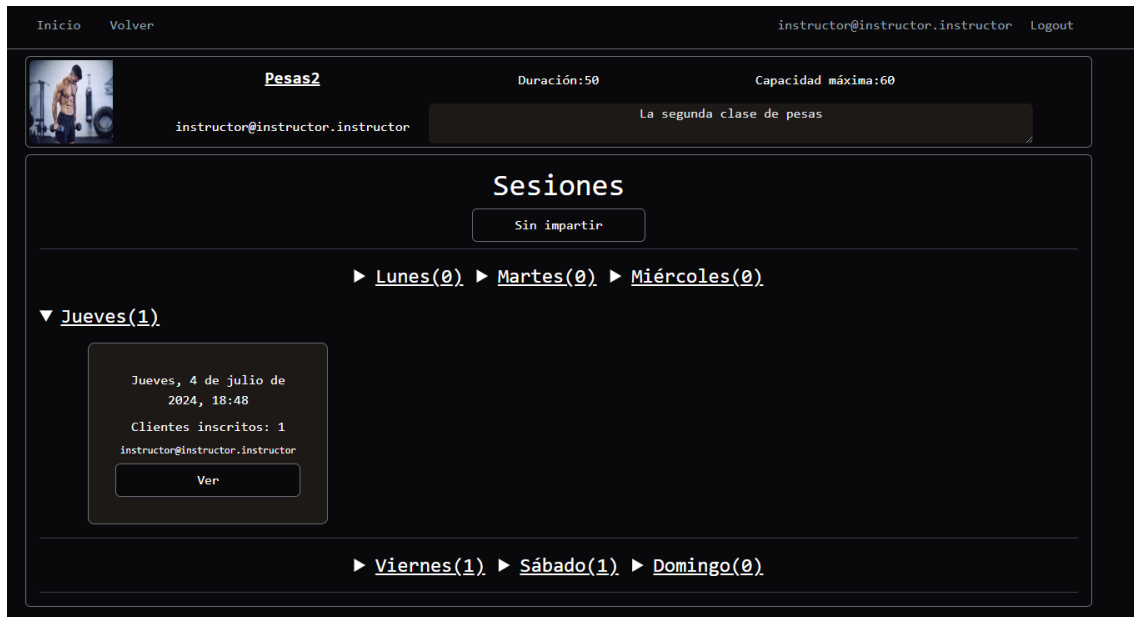 Inicio Volver instructor@instructor.instructor Logout
Pesas2 Duración:50 Capacidad máxima:60
instructor@instructor.instructor La segunda clase de pesas
Sesiones
Sin impartir
▶ Lunes(0) ▶ Martes(0) ▶ Miércoles(0)
▼ Jueves(1)
Jueves, 4 de julio de
2024, 18:48
Clientes inscritos: 1
instructor@instructor.instructor
Ver
▶ Viernes(1) ▶ Sábado(1) ▶ Domingo(0)